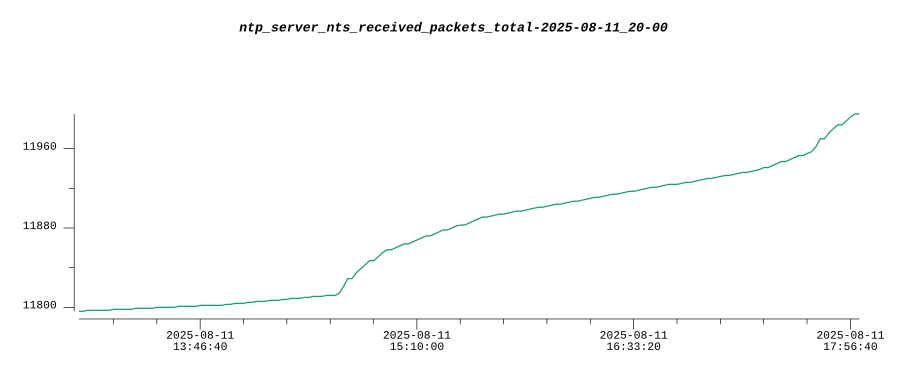 ntp_server_nts_received_packets_total-2025-08-11_20-00
11960
11880
11800
2025-08-11 2025-08-11 2025-08-11 2025-08-11
13:46:40 15:10:00 16:33:20 17:56:40